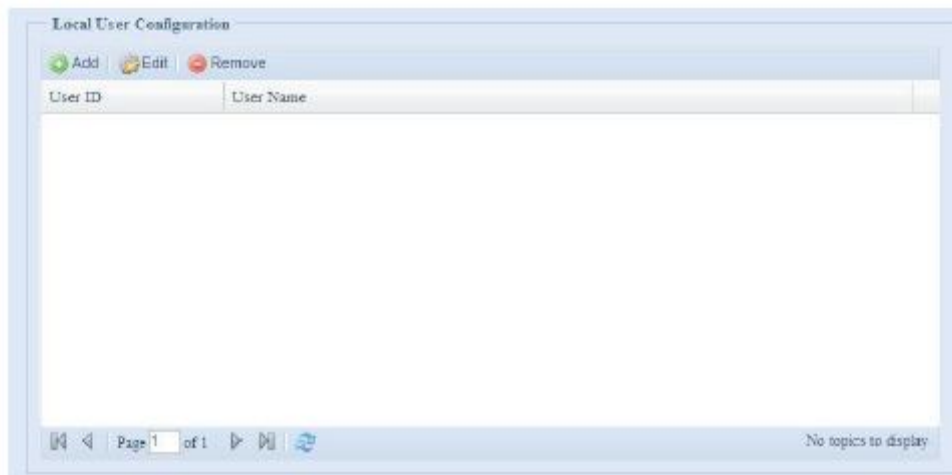 Local User Configuration
Add Edit Remove
User ID User Name
Page 1 of 1 No topics to display